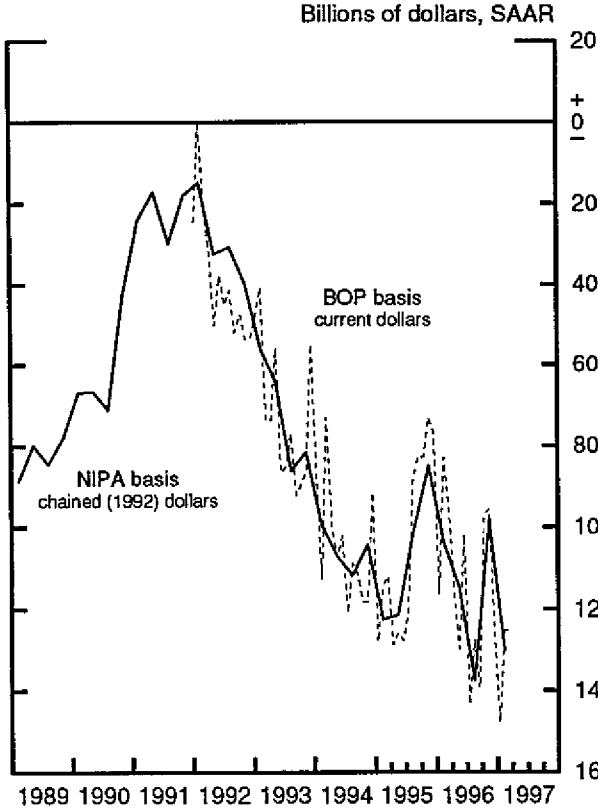 Billions of dollars, SAAR
20
+
0
–
20
40
BOP basis
current dollars
60
80
NIPA basis
chained (1992) dollars
10
12
14
16
1989 1990 1991 1992 1993 1994 1995 1996 1997